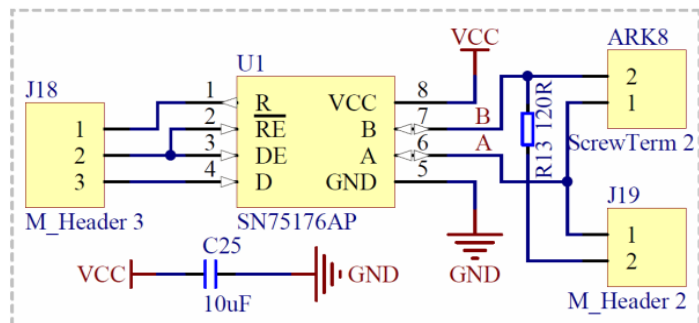 ARK8
VCC
U1
J18
1
2
3
M_Header 3
1
2
3
4
R
RE
DE
D
VCC
B
A
GND
8
7
6
5
B
A
SN75176AP
R13 120R
2
1
ScrewTerm 2
J19
1
2
M_Header 2
GND
VCC
C25
10uF
GND